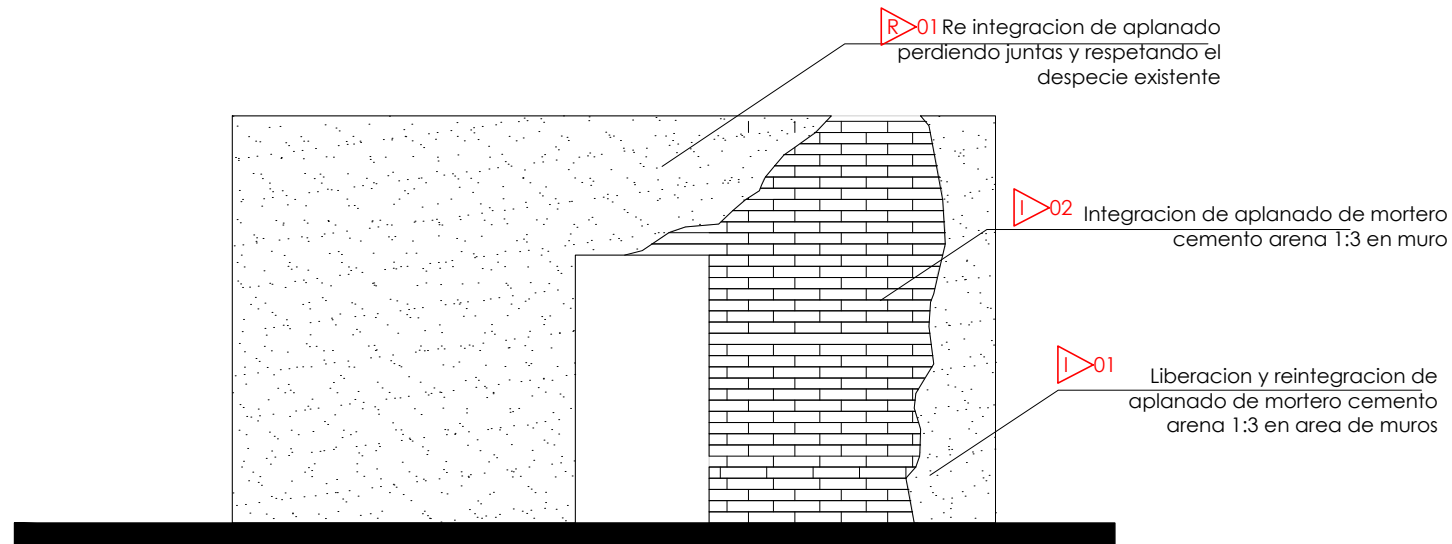 R 01 Re integracion de aplanado
perdiendo juntas y respetando el
despecie existente
I 02 Integracion de aplanado de mortero
cemento arena 1:3 en muro
I 01
Liberacion y reintegracion de
aplanado de mortero cemento
arena 1:3 en area de muros